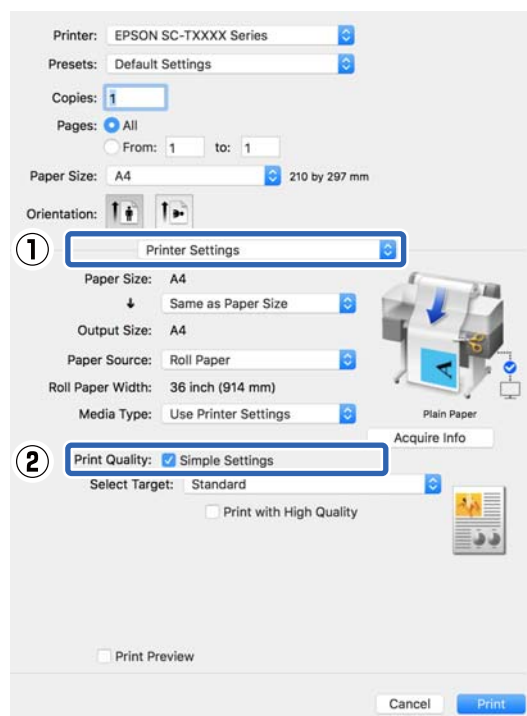 Printer: EPSON SC-TXXXX Series
Presets: Default Settings
Copies: 1
Pages: All
From: 1 to: 1
Paper Size: A4 210 by 297 mm
Orientation:
1 Printer Settings
Paper Size: A4
Same as Paper Size
Output Size: A4
Paper Source: Roll Paper
Roll Paper Width: 36 inch (914 mm)
Media Type: Use Printer Settings
Plain Paper
Acquire Info
2 Print Quality: Simple Settings
Select Target: Standard
Print with High Quality
Print Preview
Cancel Print